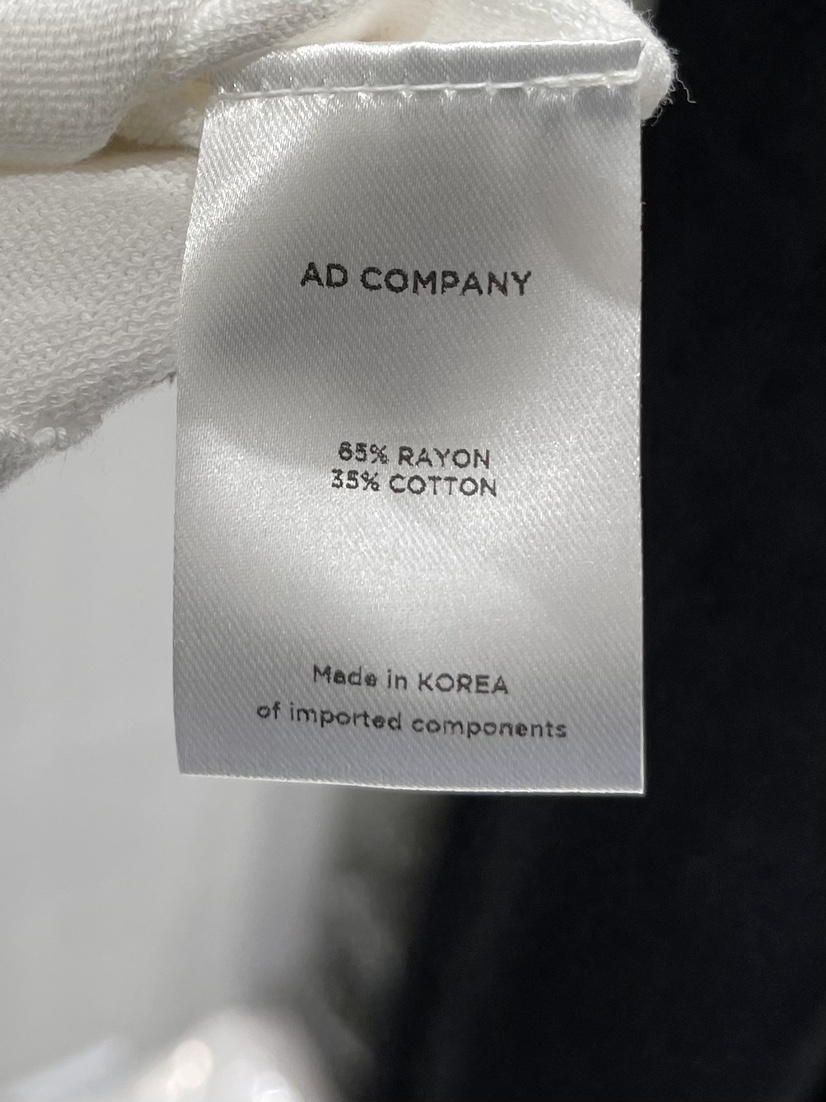 AD COMPANY
65% RAYON
35% COTTON
Made in KOREA
of imported components